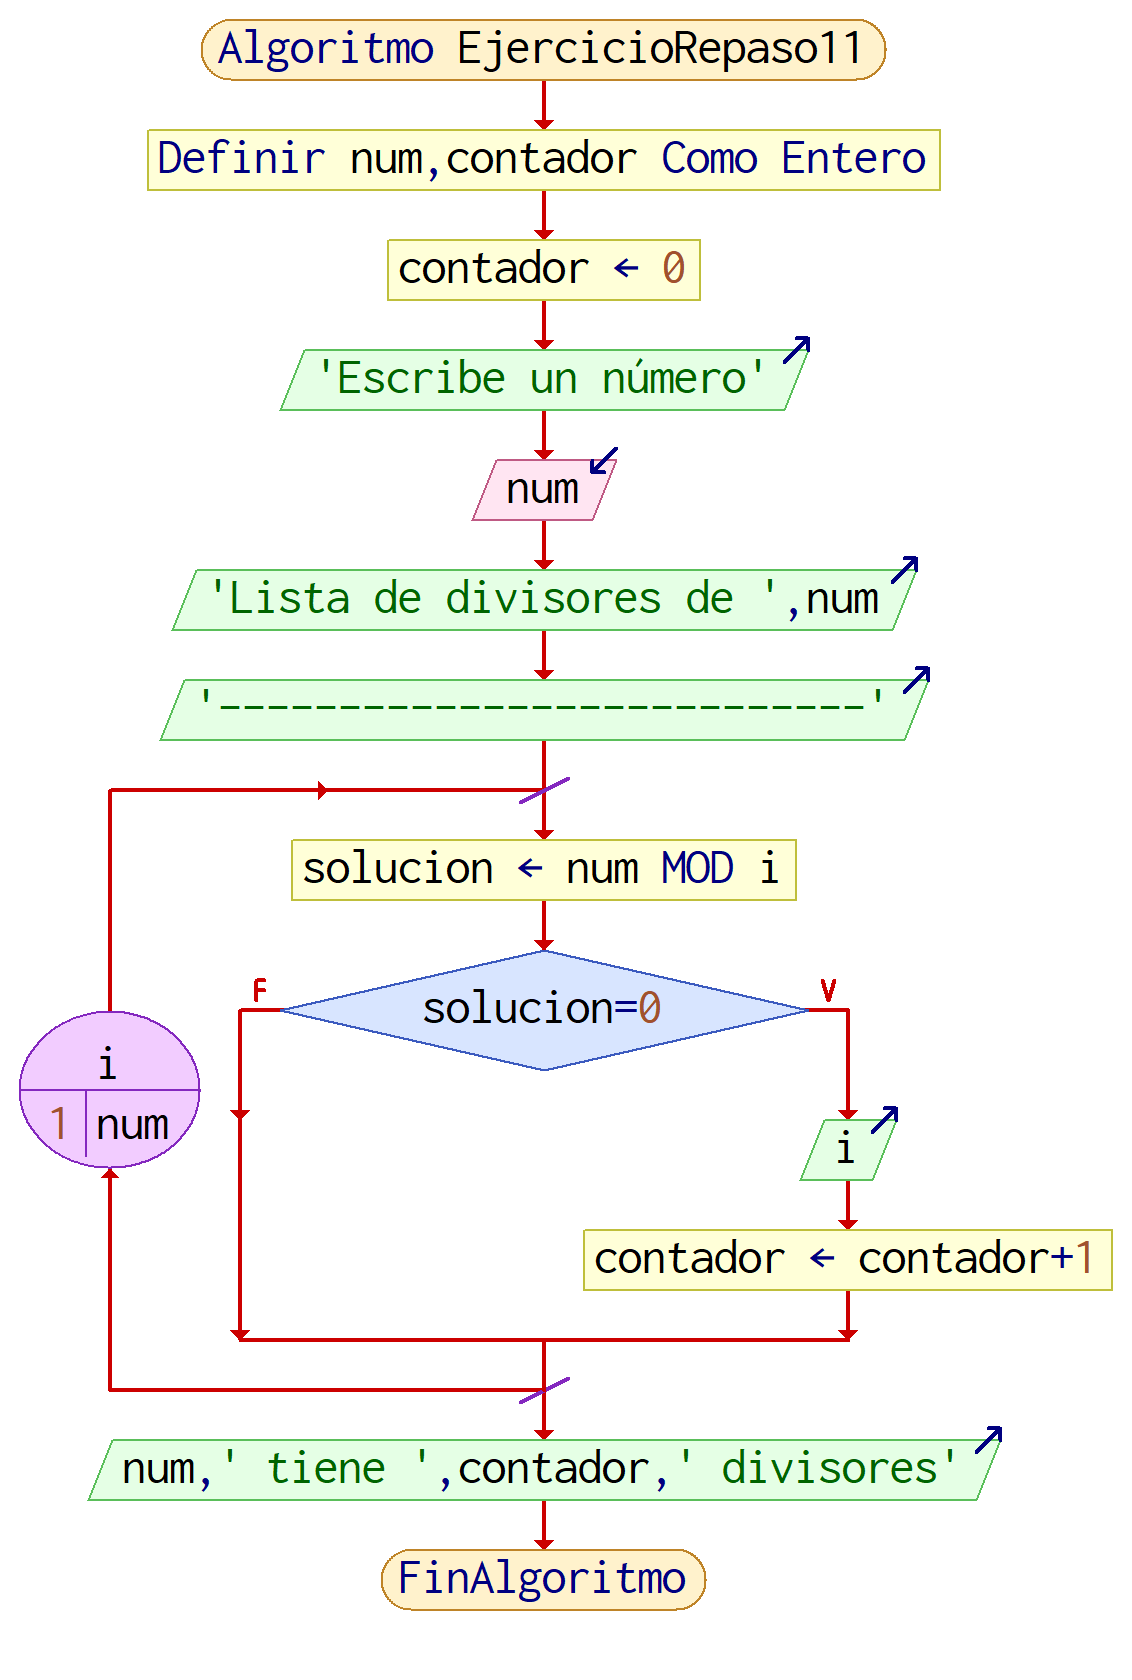 Algoritmo EjercicioRepaso11
Definir num,contador Como Entero
contador ← 0
'Escribe un número'
num
'Lista de divisores de ',num
'---------------------------'
solucion ← num MOD i
F
solucion=0
V
i
1
num
i
contador ← contador+1
num,' tiene ',contador,' divisores'
FinAlgoritmo